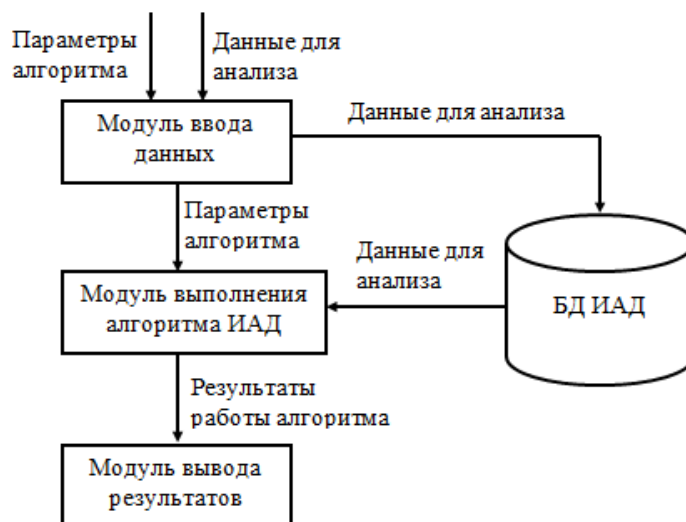 Параметры
алгоритма
Данные для
анализа
Модуль ввода
данных
Данные для анализа
Параметры
алгоритма
Данные для
анализа
Модуль выполнения
алгоритма ИАД
БД ИАД
Результаты
работы алгоритма
Модуль вывода
результатов